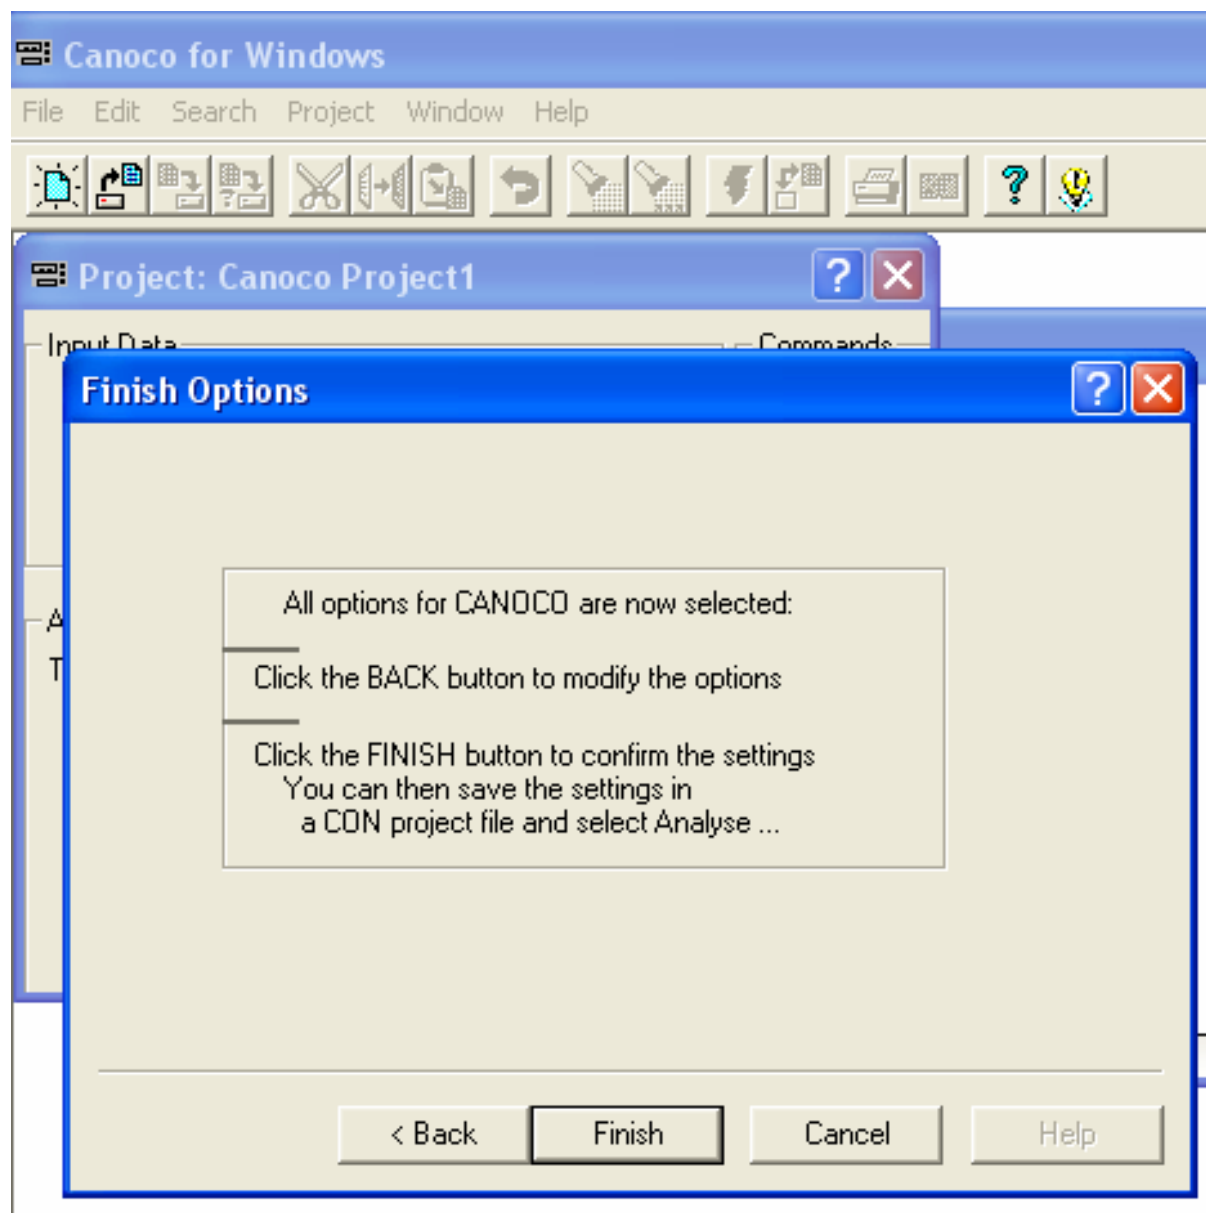 Canoco for Windows
File Edit Search Project Window Help
Project: Canoco Project1
Input Data
Commands
Finish Options
All options for CANOCO are now selected:
Click the BACK button to modify the options
Click the FINISH button to confirm the settings
You can then save the settings in
a CON project file and select Analyse ...
< Back Finish Cancel Help